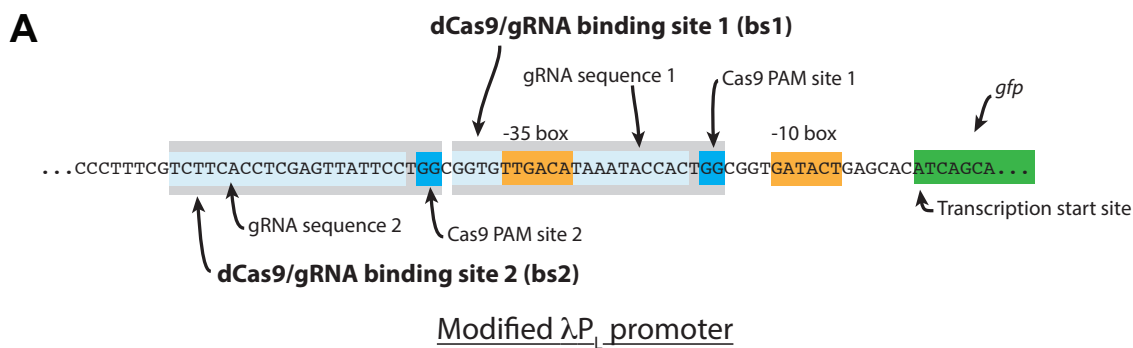 A
dCas9/gRNA binding site 1 (bs1)
gRNA sequence 1
Cas9 PAM site 1
gfp
-35 box
-10 box
...CCCTTTCGTCTTCACCTCGAGTTATTCCTGGCGGTGTTGACATAAATACCACTGGCGGTGATACTGAGCACATCAGCA...
gRNA sequence 2
Cas9 PAM site 2
Transcription start site
dCas9/gRNA binding site 2 (bs2)
Modified λPL promoter